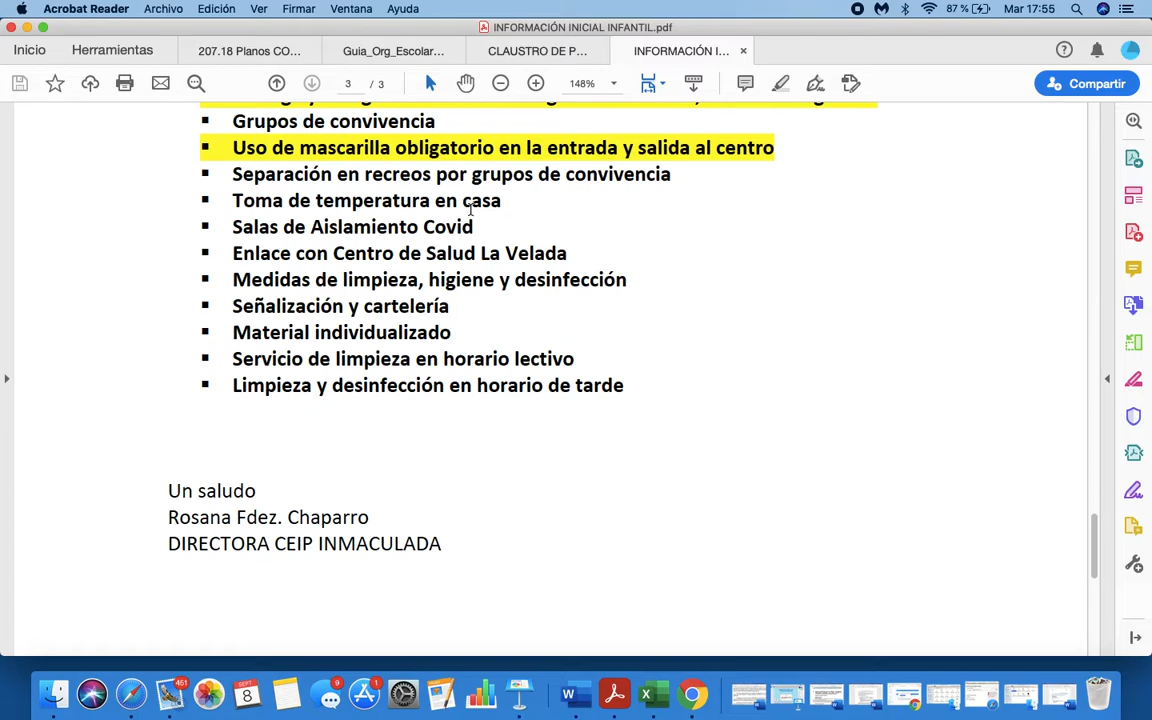 Acrobat Reader Archivo Edición Ver Firmar Ventana Ayuda 87 % Mar 17:55
INFORMACIÓN INICIAL INFANTIL.pdf
Inicio Herramientas 207.18 Planos CO... Guia_Org_Escolar... CLAUSTRO DE P... INFORMACIÓN I... ×
3 / 3 148% Compartir
▪ Grupos de convivencia
▪ Uso de mascarilla obligatorio en la entrada y salida al centro
▪ Separación en recreos por grupos de convivencia
▪ Toma de temperatura en casa
▪ Salas de Aislamiento Covid
▪ Enlace con Centro de Salud La Velada
▪ Medidas de limpieza, higiene y desinfección
▪ Señalización y cartelería
▪ Material individualizado
▪ Servicio de limpieza en horario lectivo
▪ Limpieza y desinfección en horario de tarde
Un saludo
Rosana Fdez. Chaparro
DIRECTORA CEIP INMACULADA
461 SEPT 8 9 1